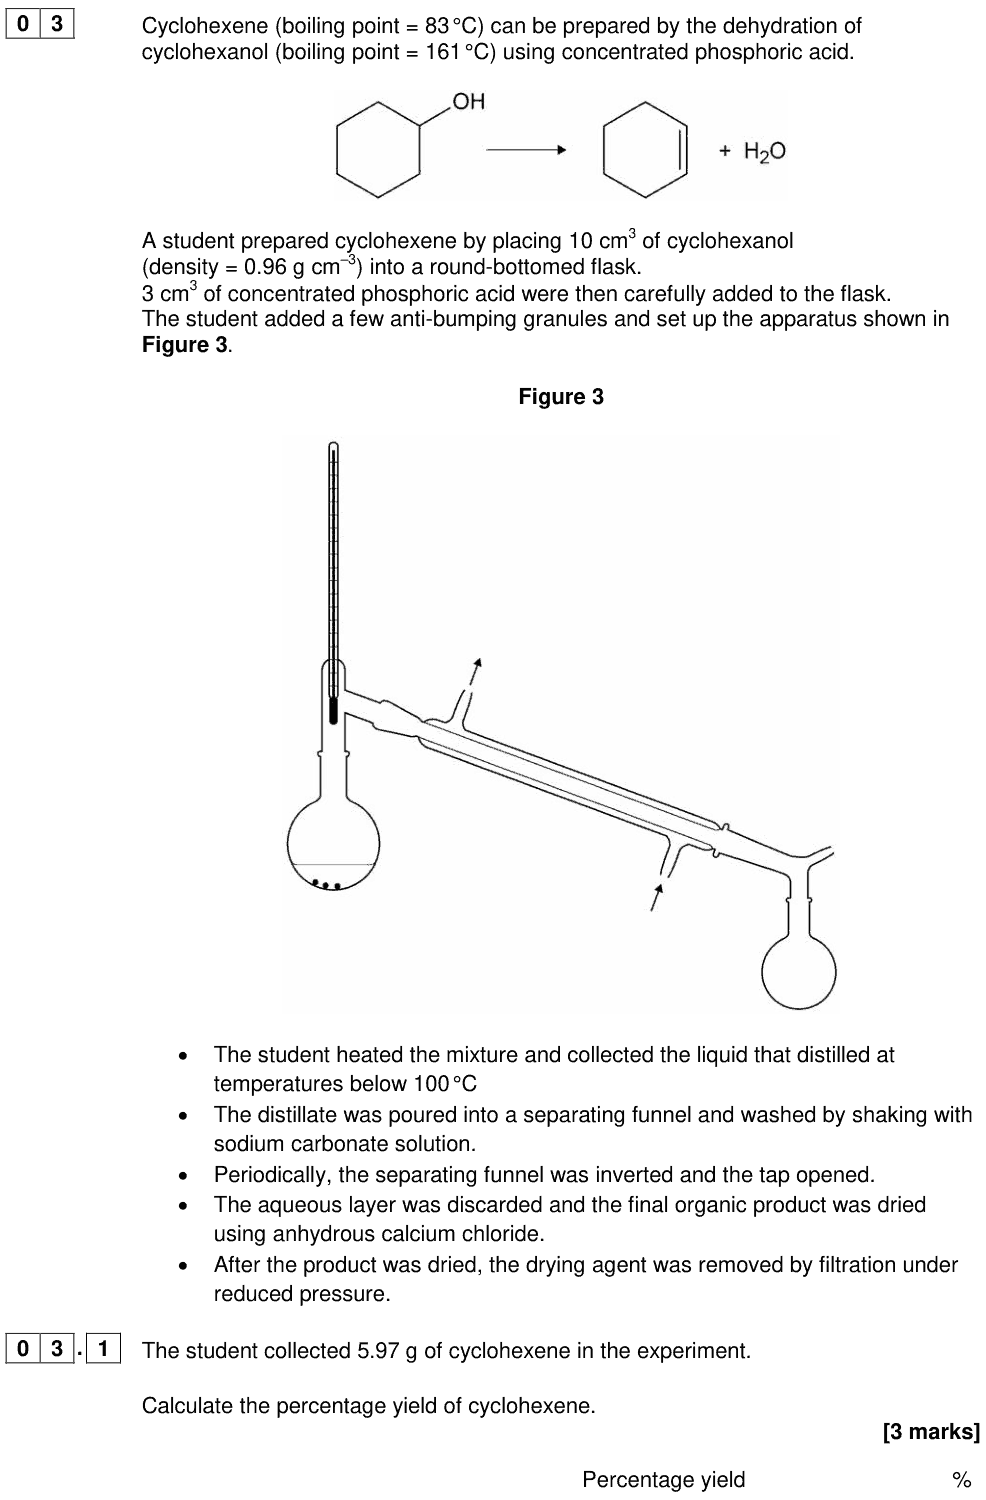 0 3 Cyclohexene (boiling point = 83 °C) can be prepared by the dehydration of
cyclohexanol (boiling point = 161 °C) using concentrated phosphoric acid.
OH
+ H₂O
A student prepared cyclohexene by placing 10 cm³ of cyclohexanol
(density = 0.96 g cm⁻³) into a round-bottomed flask.
3 cm³ of concentrated phosphoric acid were then carefully added to the flask.
The student added a few anti-bumping granules and set up the apparatus shown in
Figure 3.
Figure 3
• The student heated the mixture and collected the liquid that distilled at
temperatures below 100 °C
• The distillate was poured into a separating funnel and washed by shaking with
sodium carbonate solution.
• Periodically, the separating funnel was inverted and the tap opened.
• The aqueous layer was discarded and the final organic product was dried
using anhydrous calcium chloride.
• After the product was dried, the drying agent was removed by filtration under
reduced pressure.
0 3 . 1 The student collected 5.97 g of cyclohexene in the experiment.
Calculate the percentage yield of cyclohexene.
[3 marks]
Percentage yield %